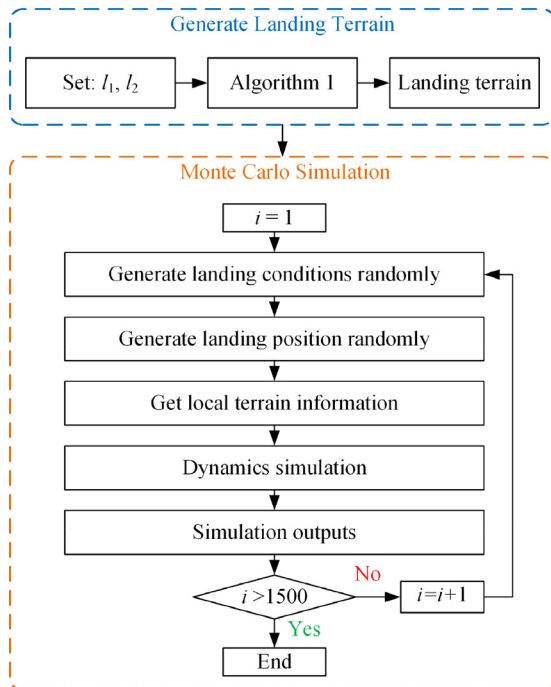 Generate Landing Terrain
Set: l₁, l₂
Algorithm 1
Landing terrain
Monte Carlo Simulation
i = 1
Generate landing conditions randomly
Generate landing position randomly
Get local terrain information
Dynamics simulation
Simulation outputs
i >1500
No
i=i+1
Yes
End